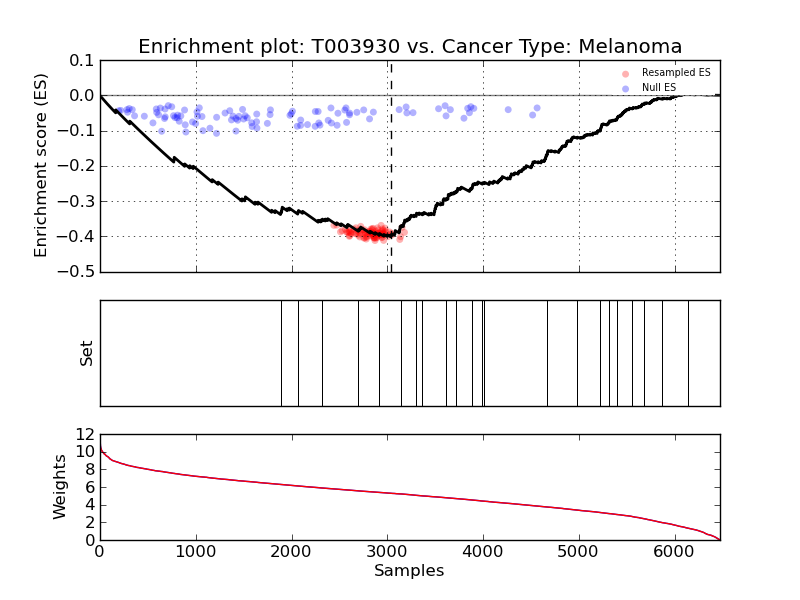 Enrichment plot: T003930 vs. Cancer Type: Melanoma
Enrichment score (ES)
0.1
0.0
−0.1
−0.2
−0.3
−0.4
−0.5
Resampled ES
Null ES
Set
Weights
12
10
8
6
4
2
0
0 1000 2000 3000 4000 5000 6000
Samples